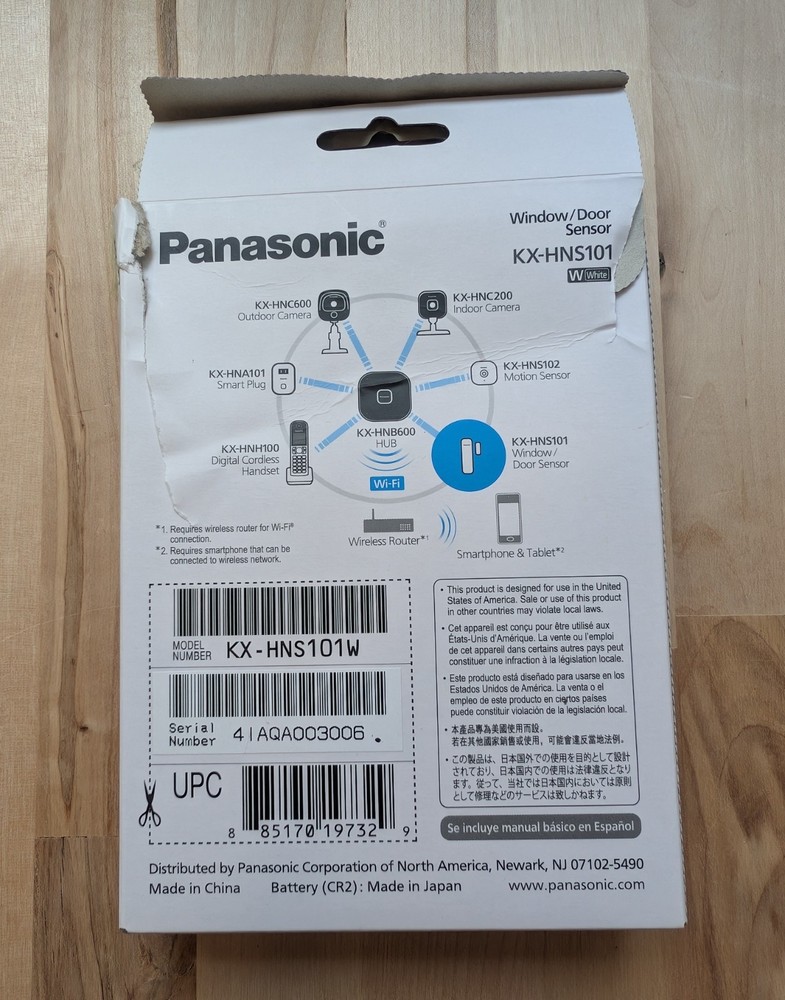 Panasonic®
Window/Door
Sensor
KX-HNS101
W White
KX-HNC600
Outdoor Camera
KX-HNC200
Indoor Camera
KX-HNA101
Smart Plug
KX-HNS102
Motion Sensor
KX-HNB600
HUB
KX-HNH100
Digital Cordless
Handset
KX-HNS101
Window/
Door Sensor
Wi-Fi
*1. Requires wireless router for Wi-Fi®
connection.
*2. Requires smartphone that can be
connected to wireless network.
Wireless Router*1
Smartphone & Tablet*2
MODEL
NUMBER KX-HNS101W
Serial
Number 4IAQA003006.
UPC
8 85170 19732 9
• This product is designed for use in the United
States of America. Sale or use of this product
in other countries may violate local laws.
• Cet appareil est conçu pour être utilisé aux
États-Unis d'Amérique. La vente ou l'emploi
de cet appareil dans certains autres pays peut
constituer une infraction à la législation locale.
• Este producto está diseñado para usarse en los
Estados Unidos de América. La venta o el
empleo de este producto en ciertos países
puede constituir violación de la legislación local.
• 本產品專為美國使用而設。
若在其他國家銷售或使用，可能會違反當地法例。
• この製品は、日本国外での使用を目的として設計
されており、日本国内での使用は法律違反となり
ます。従って、当社では日本国内においては原則
として修理などのサービスは致しかねます。
Se incluye manual básico en Español
Distributed by Panasonic Corporation of North America, Newark, NJ 07102-5490
Made in China Battery (CR2): Made in Japan www.panasonic.com